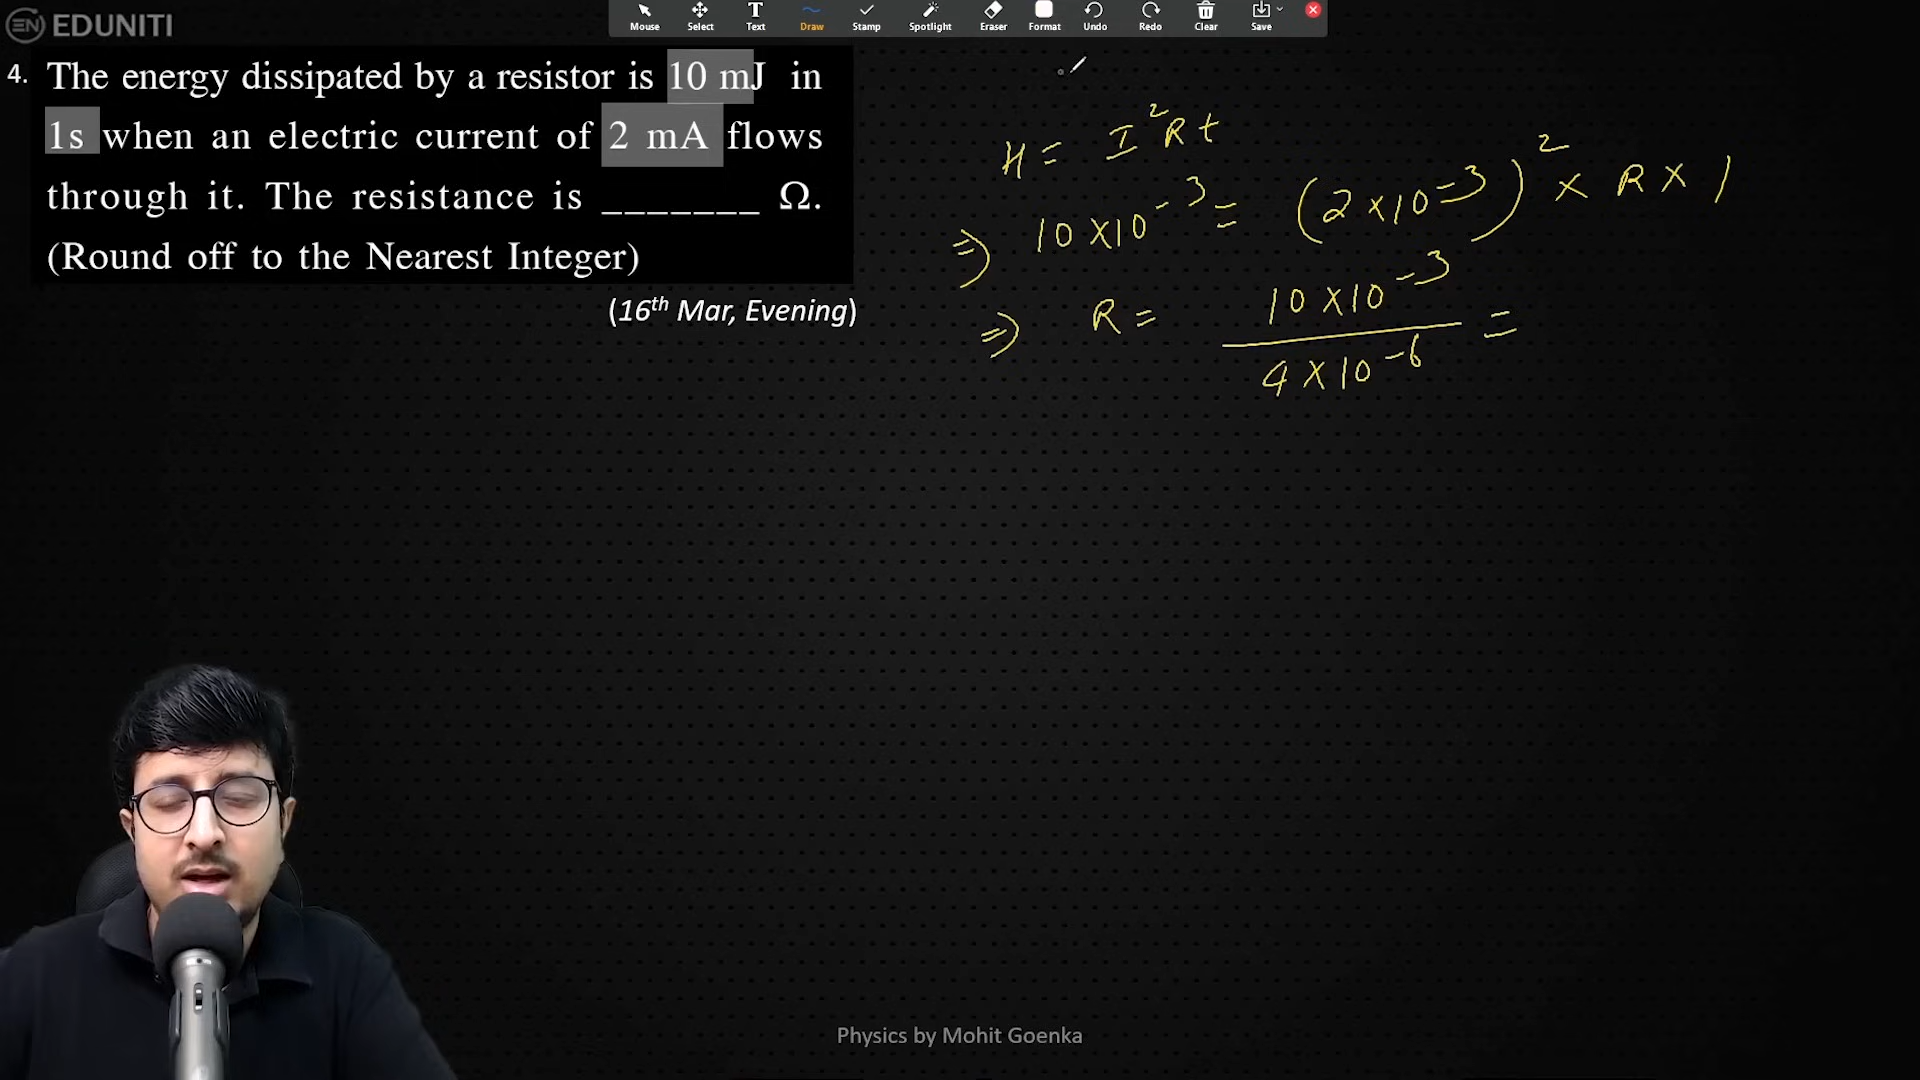 EN EDUNITI
Mouse Select Text Draw Stamp Spotlight Eraser Format Undo Redo Clear Save
4. The energy dissipated by a resistor is 10 mJ in
1s when an electric current of 2 mA flows
through it. The resistance is _______ Ω.
(Round off to the Nearest Integer)
(16th Mar, Evening)
H = I²Rt
⇒) 10×10⁻³ = (2×10⁻³)² × R × 1
⇒) R = 10×10⁻³ / 4×10⁻⁶ =
Physics by Mohit Goenka